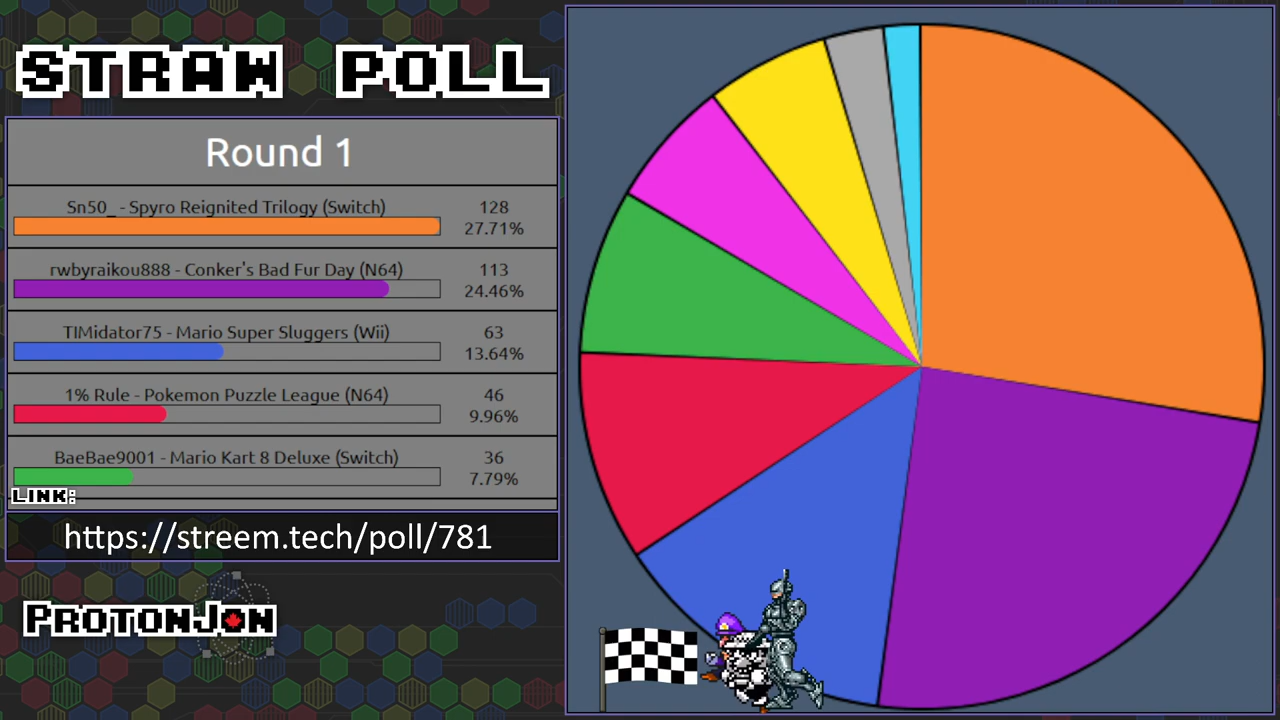 STRAW POLL
Round 1
Sn50_ - Spyro Reignited Trilogy (Switch)
128
27.71%
rwbyraikou888 - Conker's Bad Fur Day (N64)
113
24.46%
TIMidator75 - Mario Super Sluggers (Wii)
63
13.64%
1% Rule - Pokemon Puzzle League (N64)
46
9.96%
BaeBae9001 - Mario Kart 8 Deluxe (Switch)
36
7.79%
LINK:
https://streem.tech/poll/781
PROTONJON